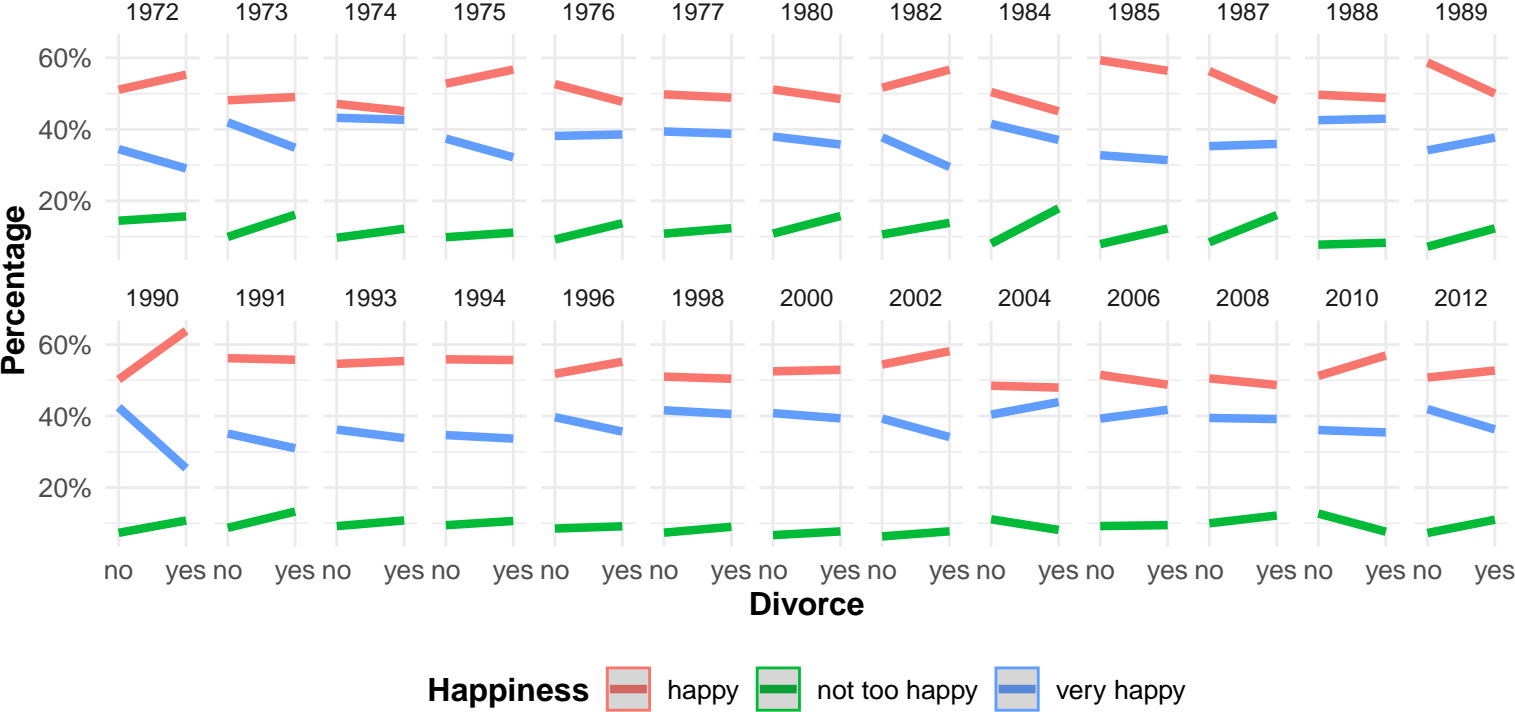 1972 1973 1974 1975 1976 1977 1980 1982 1984 1985 1987 1988 1989
60%
40%
20%
Percentage
1990 1991 1993 1994 1996 1998 2000 2002 2004 2006 2008 2010 2012
60%
40%
20%
no yes no yes no yes no yes no yes no yes no yes no yes no yes no yes no yes no yes no yes
Divorce
Happiness happy not too happy very happy